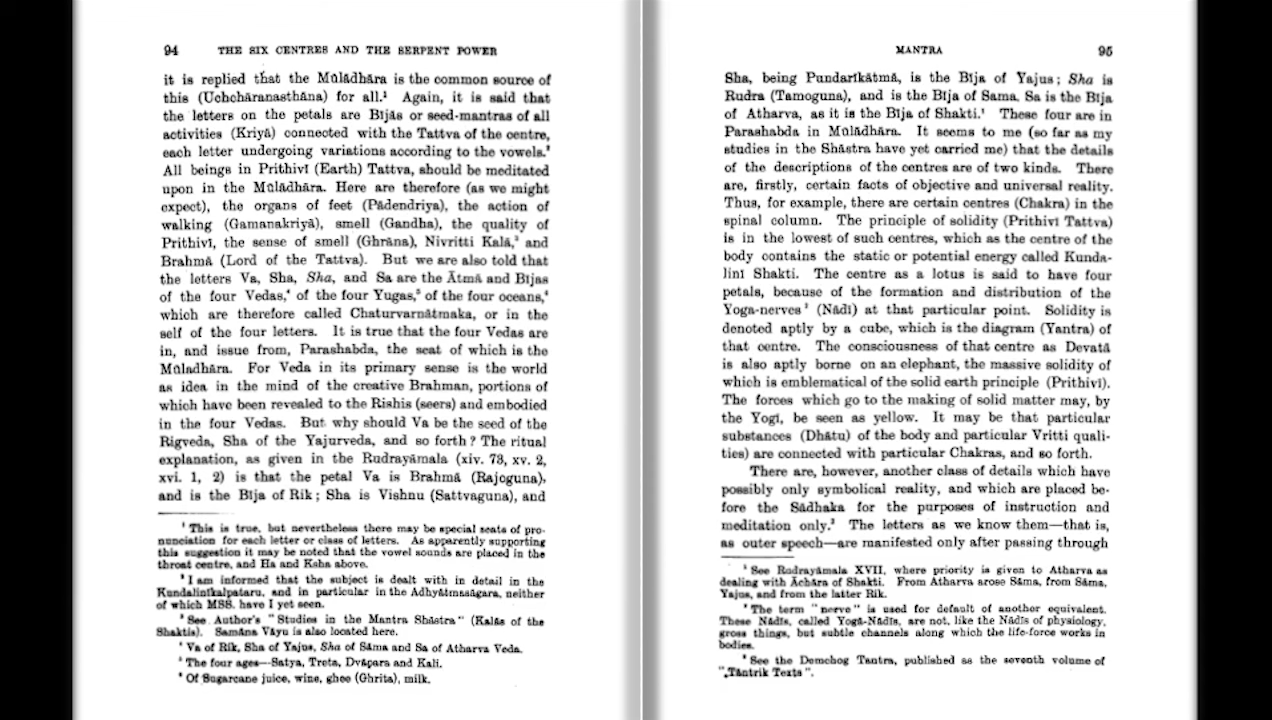 94 THE SIX CENTRES AND THE SERPENT POWER
it is replied that the Mūlādhāra is the common source of
this (Uchchāranasthāna) for all.¹ Again, it is said that
the letters on the petals are Bījas or seed-mantras of all
activities (Kriyā) connected with the Tattva of the centre,
each letter undergoing variations according to the vowels.²
All beings in Prithivī (Earth) Tattva, should be meditated
upon in the Mūlādhāra. Here are therefore (as we might
expect), the organs of feet (Pādendriya), the action of
walking (Gamanakriyā), smell (Gandha), the quality of
Prithivī, the sense of smell (Ghrāna), Nivritti Kalā,³ and
Brahmā (Lord of the Tattva). But we are also told that
the letters Va, Sha, Sha, and Sa are the Ātmā and Bījas
of the four Vedas,⁴ of the four Yugas,⁵ of the four oceans,⁶
which are therefore called Chaturvarnātmaka, or in the
self of the four letters. It is true that the four Vedas are
in, and issue from, Parashabda, the seat of which is the
Mūladhāra. For Veda in its primary sense is the world
as idea in the mind of the creative Brahman, portions of
which have been revealed to the Rishis (seers) and embodied
in the four Vedas. But why should Va be the seed of the
Rigveda, Sha of the Yajurveda, and so forth? The ritual
explanation, as given in the Rudrayāmala (xiv. 73, xv. 2,
xvi. 1, 2) is that the petal Va is Brahmā (Rajoguna),
and is the Bīja of Rik; Sha is Vishnu (Sattvaguna), and
¹ This is true, but nevertheless there may be special seats of pro-
nunciation for each letter or class of letters. As apparently supporting
this suggestion it may be noted that the vowel sounds are placed in the
throat centre, and Ha and Ksha above.
² I am informed that the subject is dealt with in detail in the
Kundalinīkalpataru, and in particular in the Adhyātmasāgara, neither
of which MSS. have I yet seen.
³ See Author's "Studies in the Mantra Shāstra" (Kalās of the
Shaktis). Samāna Vāyu is also located here.
⁴ Va of Rik, Sha of Yajus, Sha of Sāma and Sa of Atharva Veda.
⁵ The four ages—Satya, Treta, Dvāpara and Kali.
⁶ Of Sugarcane juice, wine, ghee (Ghrita), milk.
MANTRA 95
Sha, being Pundarīkātmā, is the Bīja of Yajus; Sha is
Rudra (Tamoguna), and is the Bīja of Sama, Sa is the Bīja
of Atharva, as it is the Bīja of Shakti.¹ These four are in
Parashabda in Mūlādhāra. It seems to me (so far as my
studies in the Shāstra have yet carried me) that the details
of the descriptions of the centres are of two kinds. There
are, firstly, certain facts of objective and universal reality.
Thus, for example, there are certain centres (Chakra) in the
spinal column. The principle of solidity (Prithivī Tattva)
is in the lowest of such centres, which as the centre of the
body contains the static or potential energy called Kunda-
linī Shakti. The centre as a lotus is said to have four
petals, because of the formation and distribution of the
Yoga-nerves² (Nādī) at that particular point. Solidity is
denoted aptly by a cube, which is the diagram (Yantra) of
that centre. The consciousness of that centre as Devatā
is also aptly borne on an elephant, the massive solidity of
which is emblematical of the solid earth principle (Prithivī).
The forces which go to the making of solid matter may, by
the Yogī, be seen as yellow. It may be that particular
substances (Dhātu) of the body and particular Vritti quali-
ties) are connected with particular Chakras, and so forth.
There are, however, another class of details which have
possibly only symbolical reality, and which are placed be-
fore the Sādhaka for the purposes of instruction and
meditation only.³ The letters as we know them—that is,
as outer speech—are manifested only after passing through
¹ See Rudrayāmala XVII, where priority is given to Atharva as
dealing with Āchāra of Shakti. From Atharva arose Sāma, from Sāma,
Yajus, and from the latter Rik.
² The term "nerve" is used for default of another equivalent.
These Nādis, called Yogā-Nādīs, are not, like the Nādis of physiology,
gross things, but subtle channels along which the life-force works in
bodies.
³ See the Demchog Tantra, published as the seventh volume of
"Tāntrik Texts".